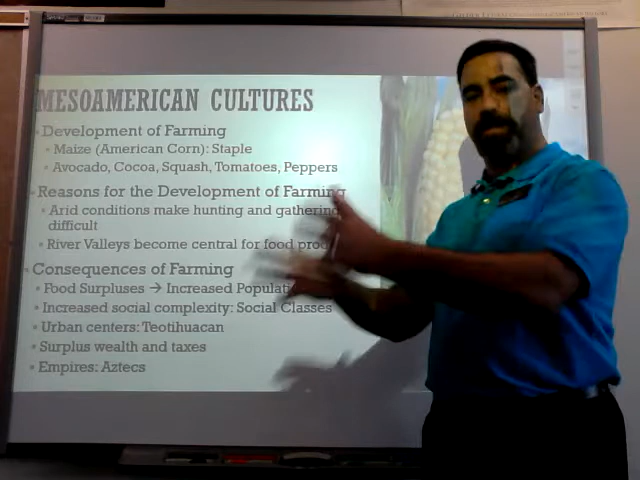 MESOAMERICAN CULTURES
• Development of Farming
• Maize (American Corn): Staple
• Avocado, Cocoa, Squash, Tomatoes, Peppers
• Reasons for the Development of Farming
• Arid conditions make hunting and gathering
difficult
• River Valleys become central for food prod
• Consequences of Farming
• Food Surpluses → Increased Populati
• Increased social complexity: Social Classes
• Urban centers: Teotihuacan
• Surplus wealth and taxes
• Empires: Aztecs